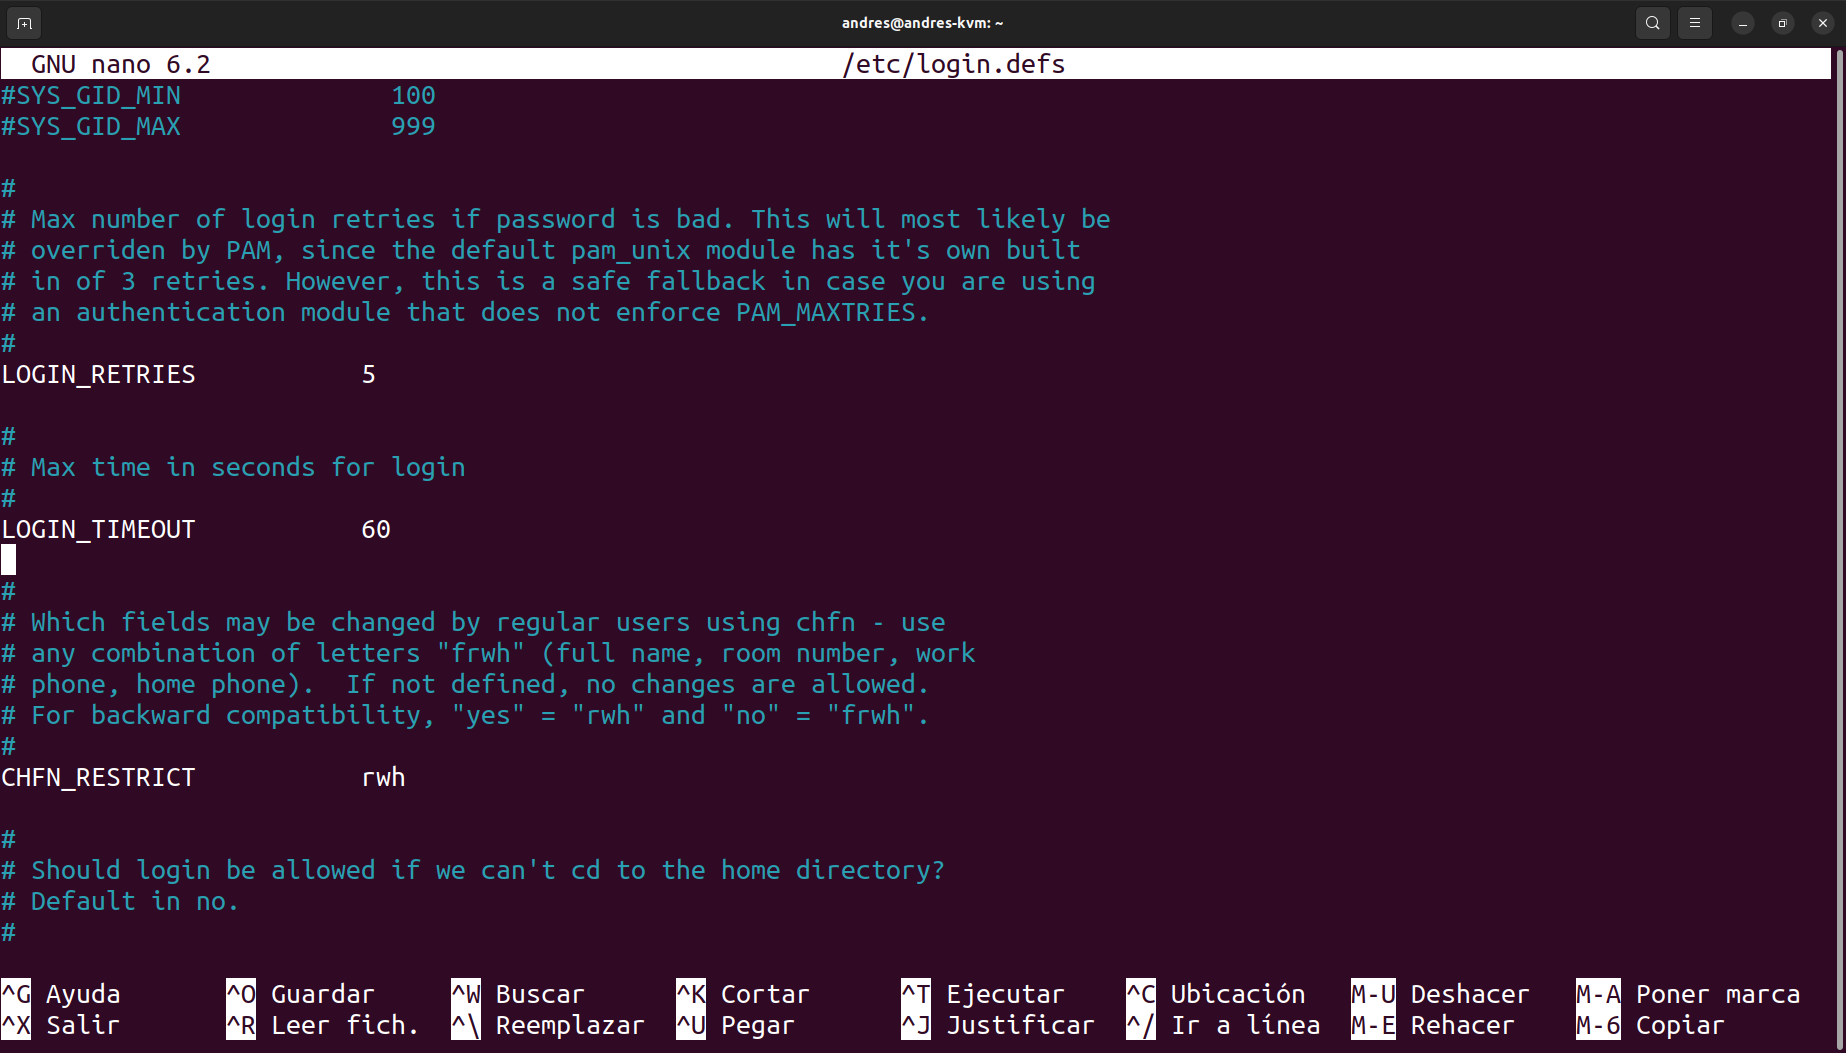 andres@andres-kvm: ~
GNU nano 6.2 /etc/login.defs
#SYS_GID_MIN 100
#SYS_GID_MAX 999
#
# Max number of login retries if password is bad. This will most likely be
# overriden by PAM, since the default pam_unix module has it's own built
# in of 3 retries. However, this is a safe fallback in case you are using
# an authentication module that does not enforce PAM_MAXTRIES.
#
LOGIN_RETRIES 5
#
# Max time in seconds for login
#
LOGIN_TIMEOUT 60
#
# Which fields may be changed by regular users using chfn - use
# any combination of letters "frwh" (full name, room number, work
# phone, home phone).  If not defined, no changes are allowed.
# For backward compatibility, "yes" = "rwh" and "no" = "frwh".
#
CHFN_RESTRICT rwh
#
# Should login be allowed if we can't cd to the home directory?
# Default in no.
#
^G Ayuda ^O Guardar ^W Buscar ^K Cortar ^T Ejecutar ^C Ubicación M-U Deshacer M-A Poner marca
^X Salir ^R Leer fich. ^\ Reemplazar ^U Pegar ^J Justificar ^/ Ir a línea M-E Rehacer M-6 Copiar